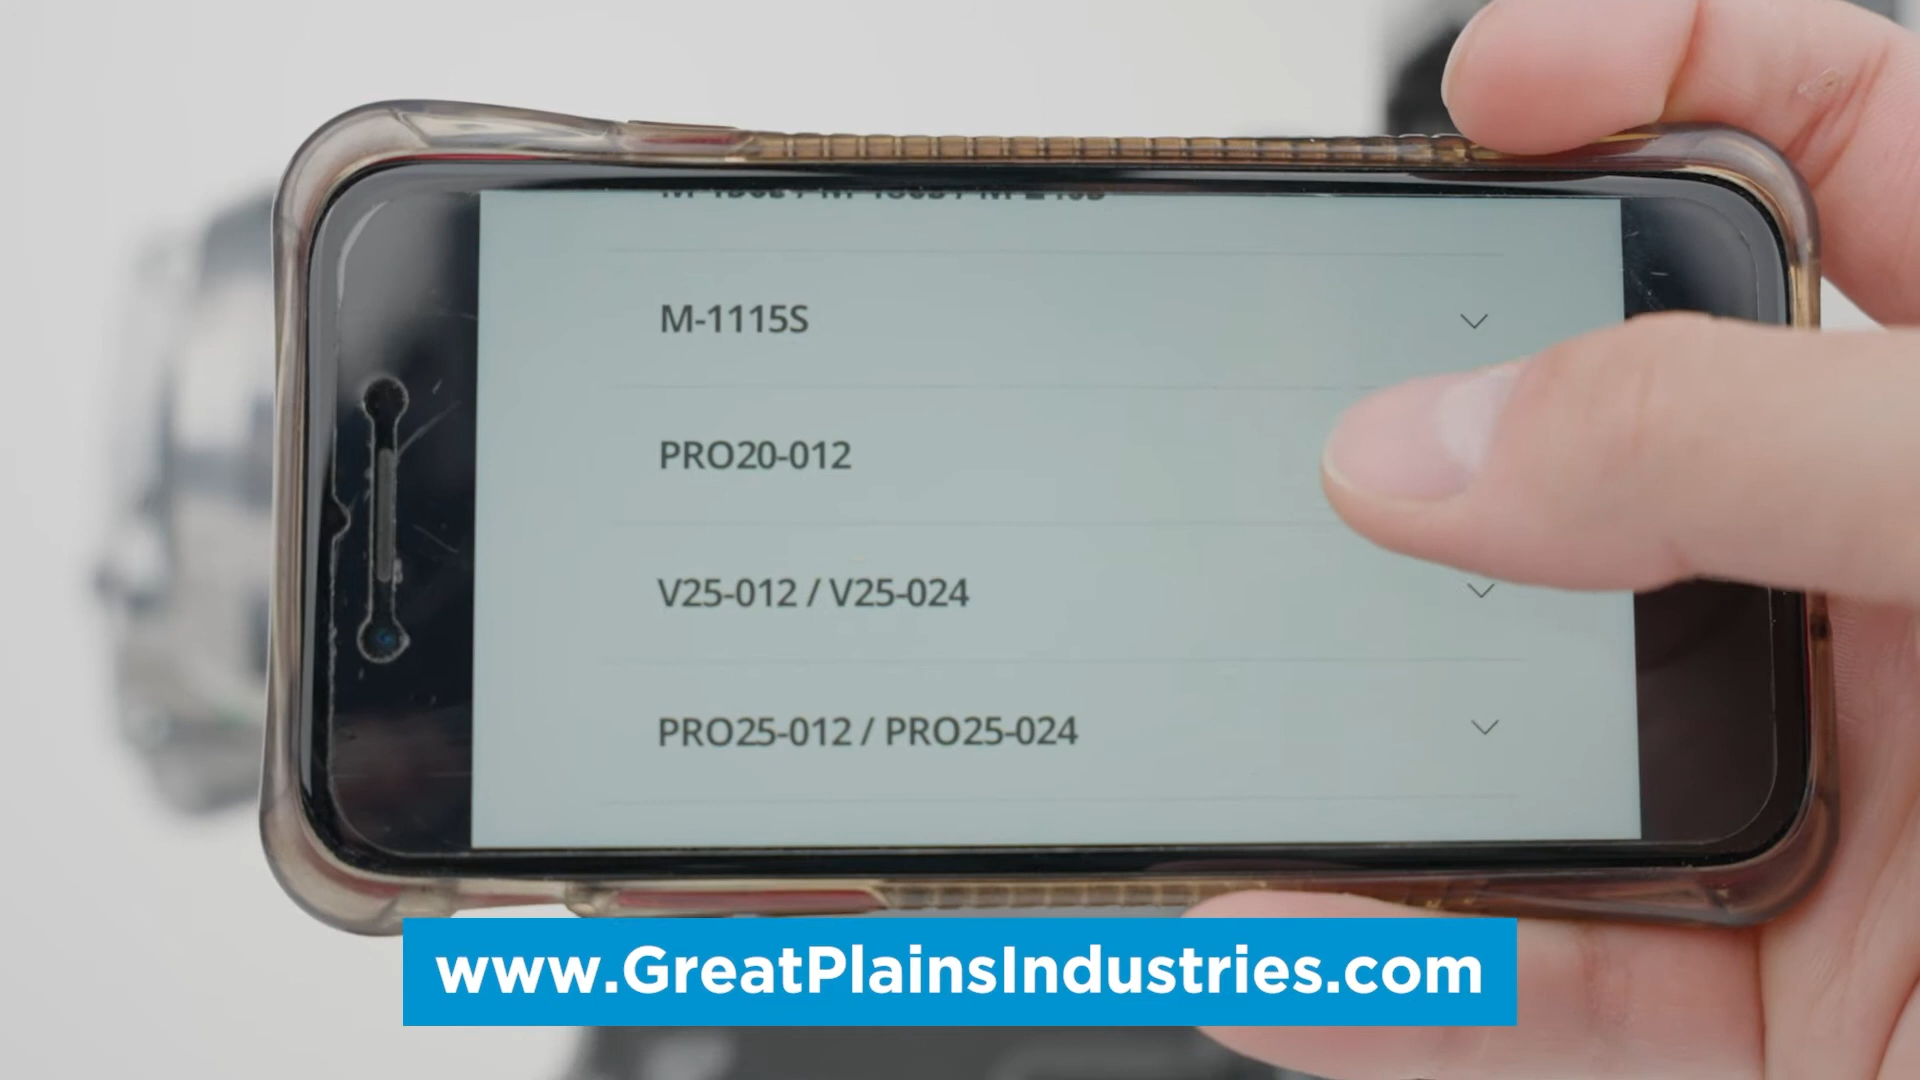 M-1115S
PRO20-012
V25-012 / V25-024
PRO25-012 / PRO25-024
www.GreatPlainsIndustries.com